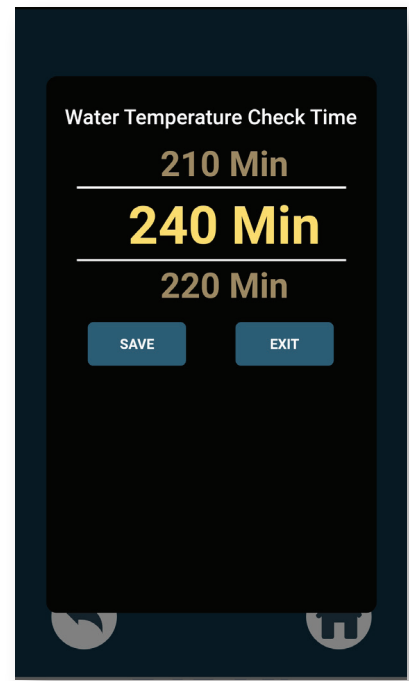 Water Temperature Check Time
210 Min
240 Min
220 Min
SAVE
EXIT